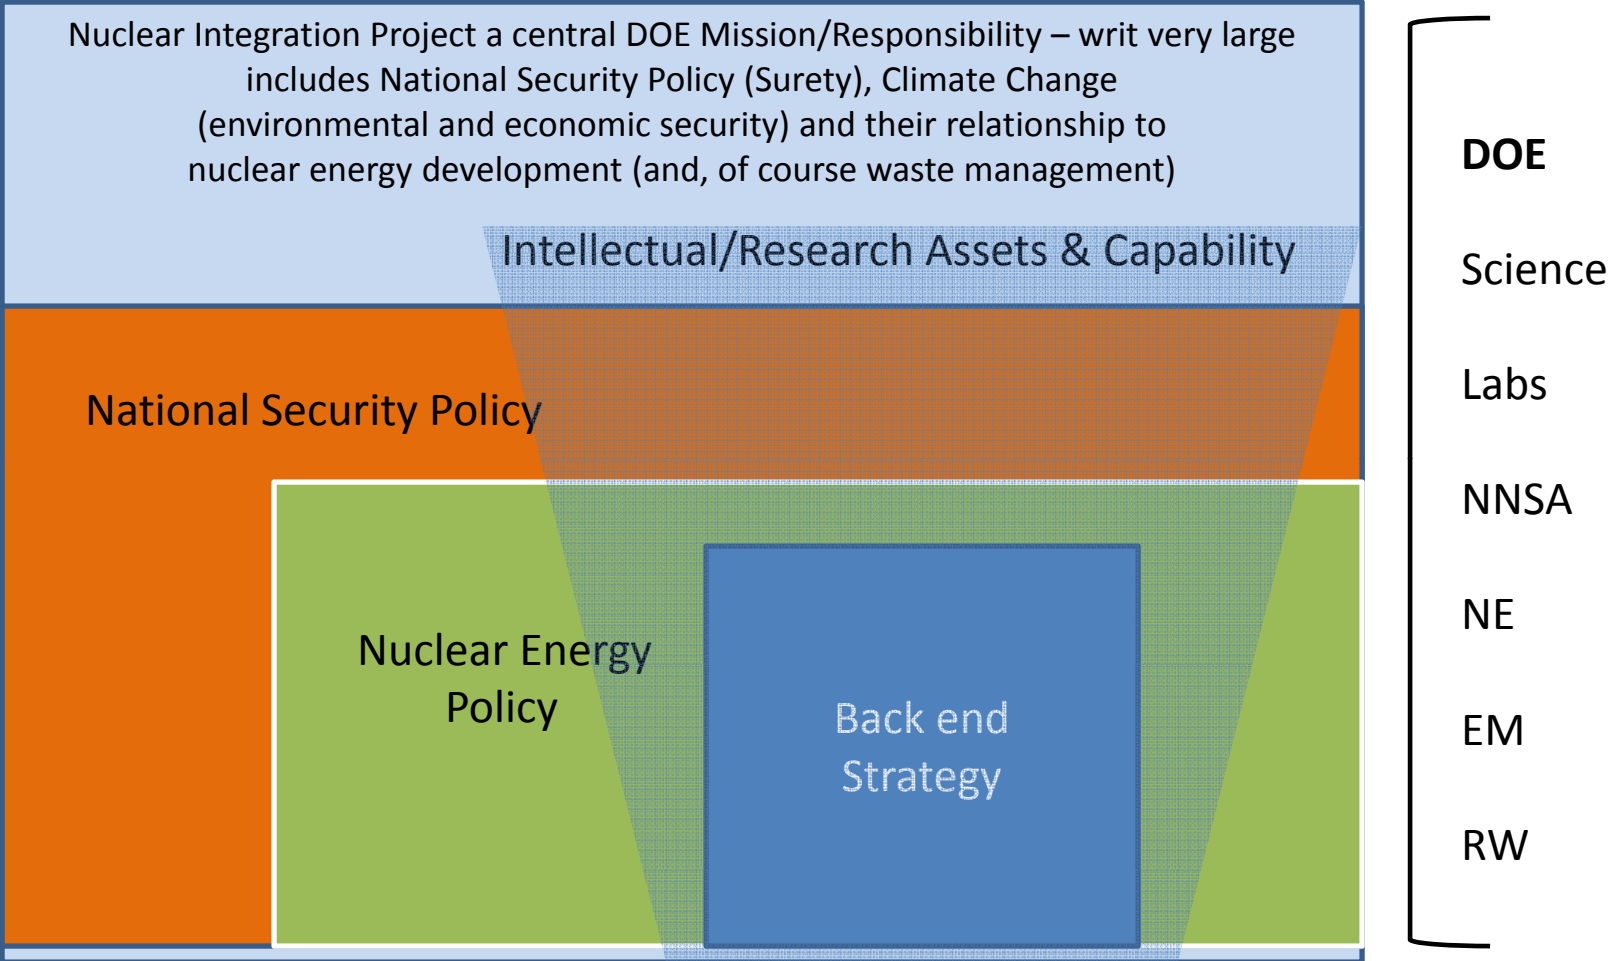 Nuclear Integration Project a central DOE Mission/Responsibility – writ very large
includes National Security Policy (Surety), Climate Change
(environmental and economic security) and their relationship to
nuclear energy development (and, of course waste management)
Intellectual/Research Assets & Capability
National Security Policy
Nuclear Energy
Policy
Back end
Strategy
DOE
Science
Labs
NNSA
NE
EM
RW